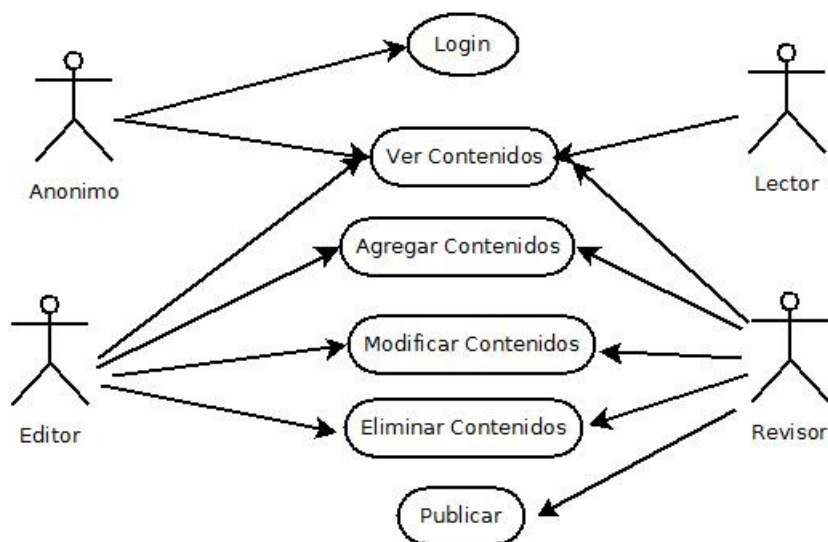 Login
Ver Contenidos
Anonimo
Lector
Agregar Contenidos
Modificar Contenidos
Editor
Eliminar Contenidos
Revisor
Publicar